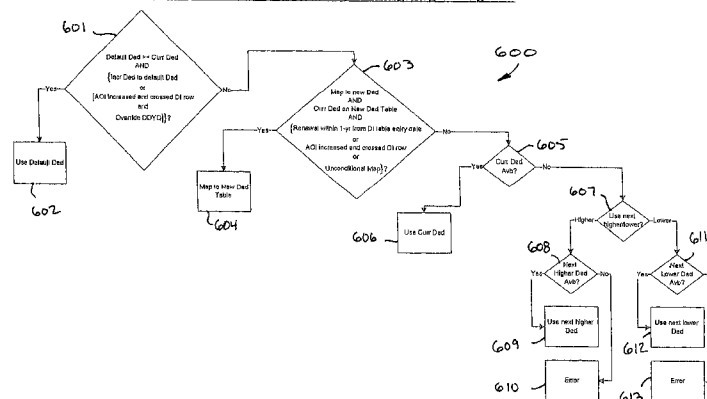 601
Default Ded >= Curr Ded
AND
{Incr Ded to default Ded
or
[AOI increased and crossed DI row
and
Override DDYD]}?
Yes
No
Use Default Ded
602
603
600
Map to new Ded
AND
Curr Ded on New Ded Table
AND
{Renewal within 1-yr from DI table entry date
or
AOI increased and crossed DI row
or
Unconditional Map}?
Yes
No
Map to New Ded
Table
604
605
Curr Ded
Avb?
Yes
No
Use Curr Ded
606
607
Use next
higher/lower?
Higher
Lower
608
Next
Higher Ded
Avb?
Yes
No
611
Next
Lower Ded
Avb?
Yes
Use next higher
Ded
609
Use next lower
Ded
612
Error
610
Error
613